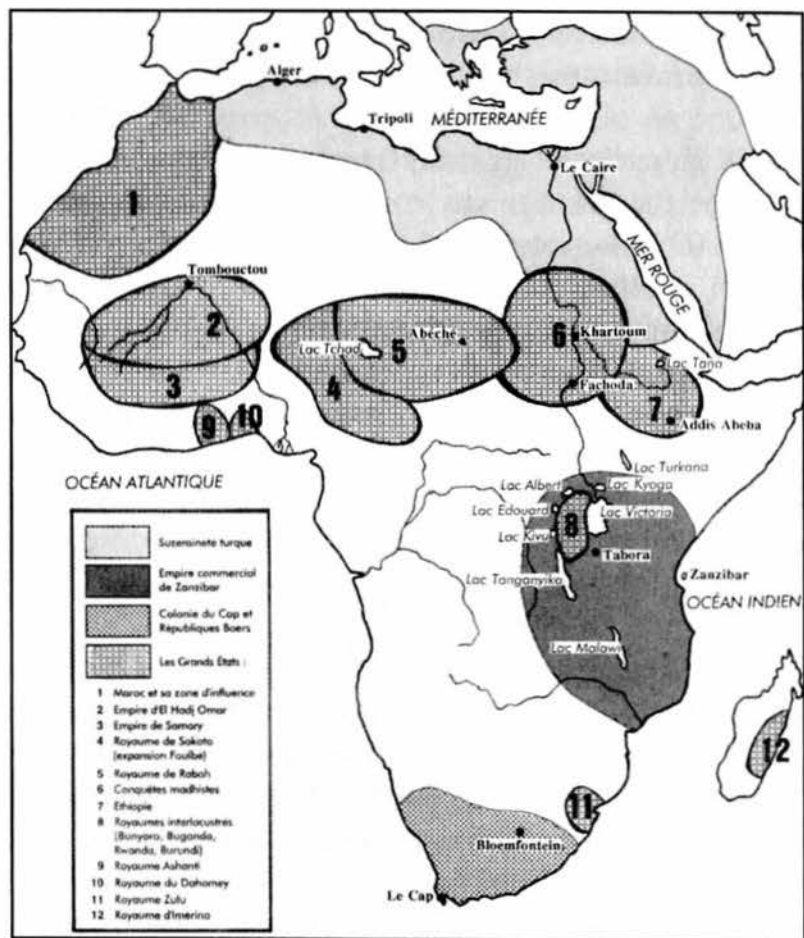 Alger
Tripoli
MÉDITERRANÉE
Le Caire
MER ROUGE
1
Tombouctou
2
3
Lac Tchad
Abéché
5
4
6
Khartoum
Fachoda
Lac Tana
7
Addis Abeba
9
10
OCÉAN ATLANTIQUE
Lac Turkana
Lac Albert
Lac Kyoga
Lac Edouard
Lac Victoria
8
Lac Kivu
Tabora
Lac Tanganyika
Zanzibar
OCÉAN INDIEN
Lac Malawi
12
11
Bloemfontein
Le Cap
Suzeraineté turque
Empire commercial
de Zanzibar
Colonie du Cap et
Républiques Boers
Les Grands États :
1 Maroc et sa zone d'influence
2 Empire d'El Hadj Omar
3 Empire de Samory
4 Royaume de Sokoto
(expansion Foulbe)
5 Royaume de Rabah
6 Conquêtes madhistes
7 Ethiopie
8 Royaumes interlacustres
(Bunyoro, Buganda,
Rwanda, Burundi)
9 Royaume Ashanti
10 Royaume du Dahomey
11 Royaume Zulu
12 Royaume d'Imerina